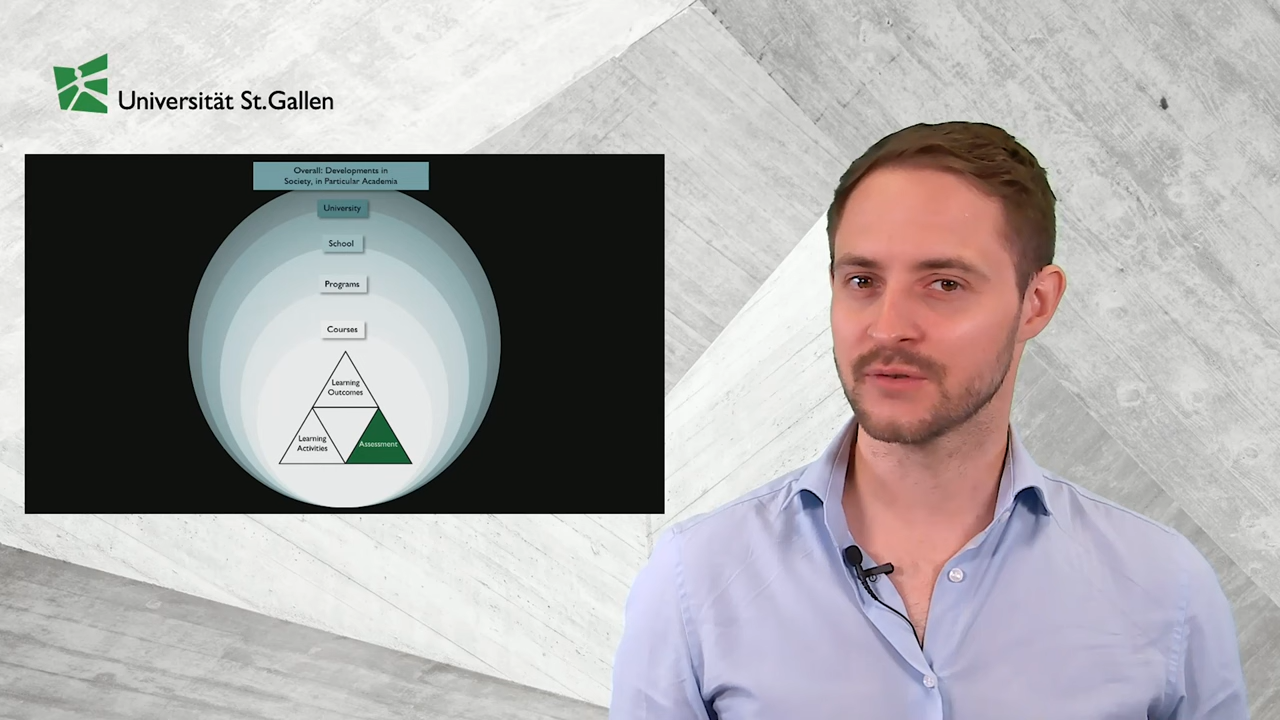 Universität St.Gallen
Overall: Developments in
Society, in Particular Academia
University
School
Programs
Courses
Learning
Outcomes
Learning
Activities
Assessment